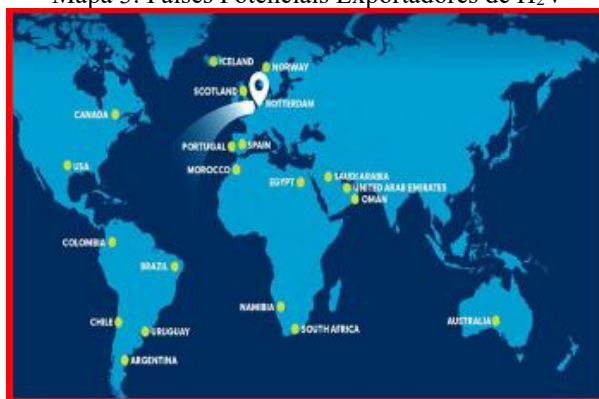 Mapa 3: Países Potenciais Exportadores de H₂V
ICELAND
NORWAY
SCOTLAND
ROTTERDAM
CANADA
PORTUGAL
SPAIN
USA
MOROCCO
EGYPT
SAUDI ARABIA
UNITED ARAB EMIRATES
OMAN
COLOMBIA
BRAZIL
NAMIBIA
CHILE
URUGUAY
SOUTH AFRICA
AUSTRALIA
ARGENTINA